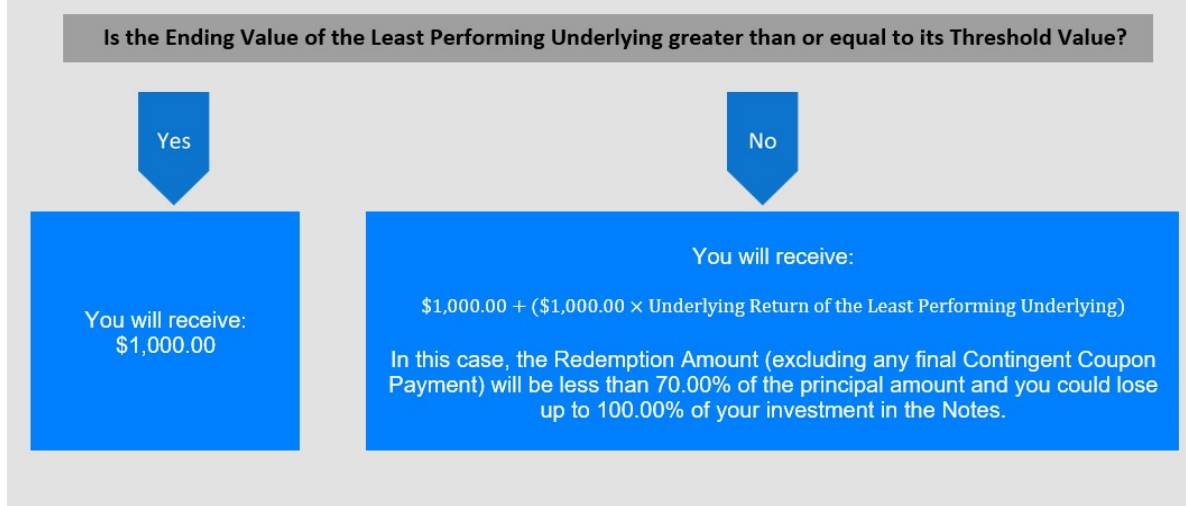 Is the Ending Value of the Least Performing Underlying greater than or equal to its Threshold Value?
Yes
No
You will receive:
$1,000.00
You will receive:
$1,000.00 + ($1,000.00 × Underlying Return of the Least Performing Underlying)
In this case, the Redemption Amount (excluding any final Contingent Coupon
Payment) will be less than 70.00% of the principal amount and you could lose
up to 100.00% of your investment in the Notes.